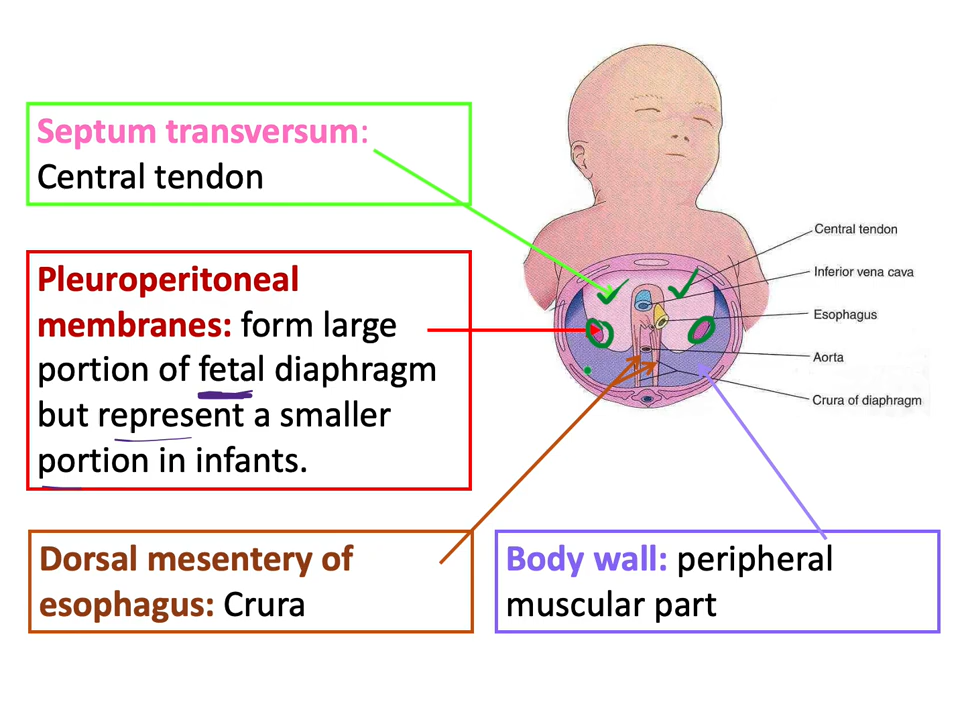 Septum transversum:
Central tendon
Pleuroperitoneal
membranes: form large
portion of fetal diaphragm
but represent a smaller
portion in infants.
Central tendon
Inferior vena cava
Esophagus
Aorta
Crura of diaphragm
Dorsal mesentery of
esophagus: Crura
Body wall: peripheral
muscular part